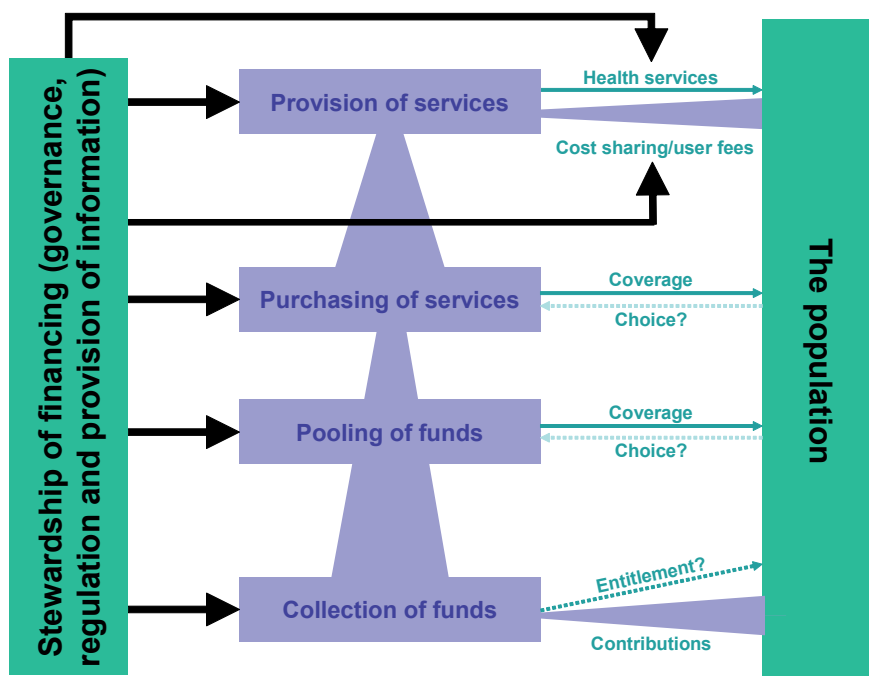 Stewardship of financing (governance,
regulation and provision of information)
Provision of services
Health services
Cost sharing/user fees
Purchasing of services
Coverage
Choice?
Pooling of funds
Coverage
Choice?
Collection of funds
Entitlement?
Contributions
The population